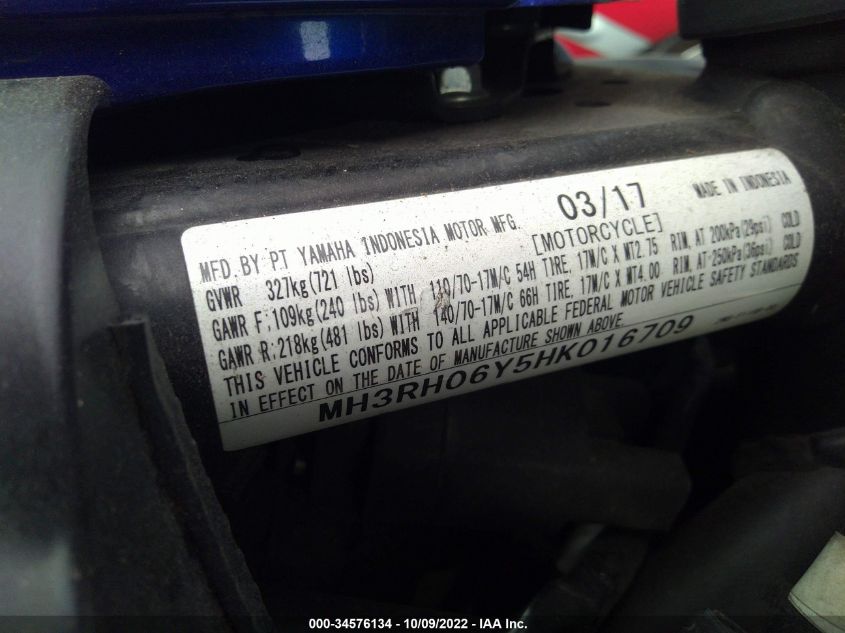 03/17 MADE IN INDONESIA
MFD.BY PT YAMAHA INDONESIA MOTOR MFG. [MOTORCYCLE]
GVWR 327kg(721 lbs)
GAWR F:109kg(240 lbs)WITH 110/70-17M/C 54H TIRE, 17M/C X MT2.75 RIM, AT 200kPa(29psi) COLD
GAWR R:218kg(481 lbs)WITH 140/70-17M/C 66H TIRE, 17M/C X MT4.00 RIM, AT 250kPa(36psi) COLD
THIS VEHICLE CONFORMS TO ALL APPLICABLE FEDERAL MOTOR VEHICLE SAFETY STANDARDS
IN EFFECT ON THE DATE OF MANUFACTURE SHOWN ABOVE.
MH3RH06Y5HK016709
000-34576134 - 10/09/2022 - IAA Inc.